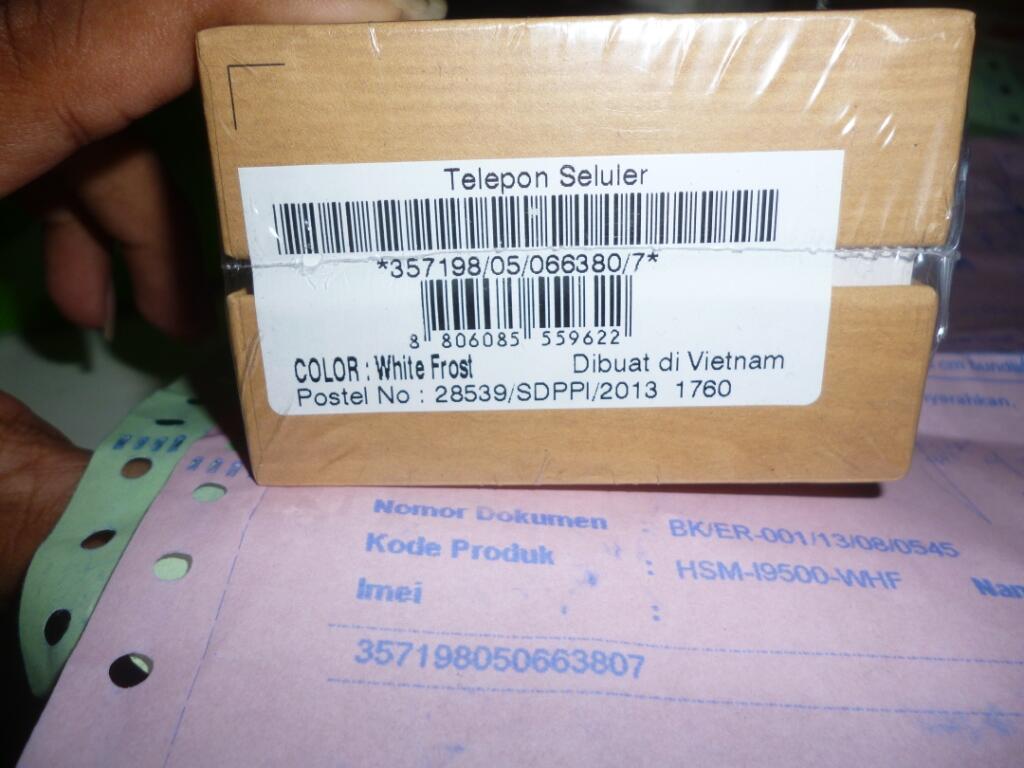 Telepon Seluler
*357198/05/066380/7*
8 806085 559622
COLOR : White Frost Dibuat di Vietnam
Postel No : 28539/SDPPI/2013 1760
Nomor Dokumen : BK/ER-001/13/08/0545
Kode Produk : HSM-I9500-WHF
Imei :
357198050663807